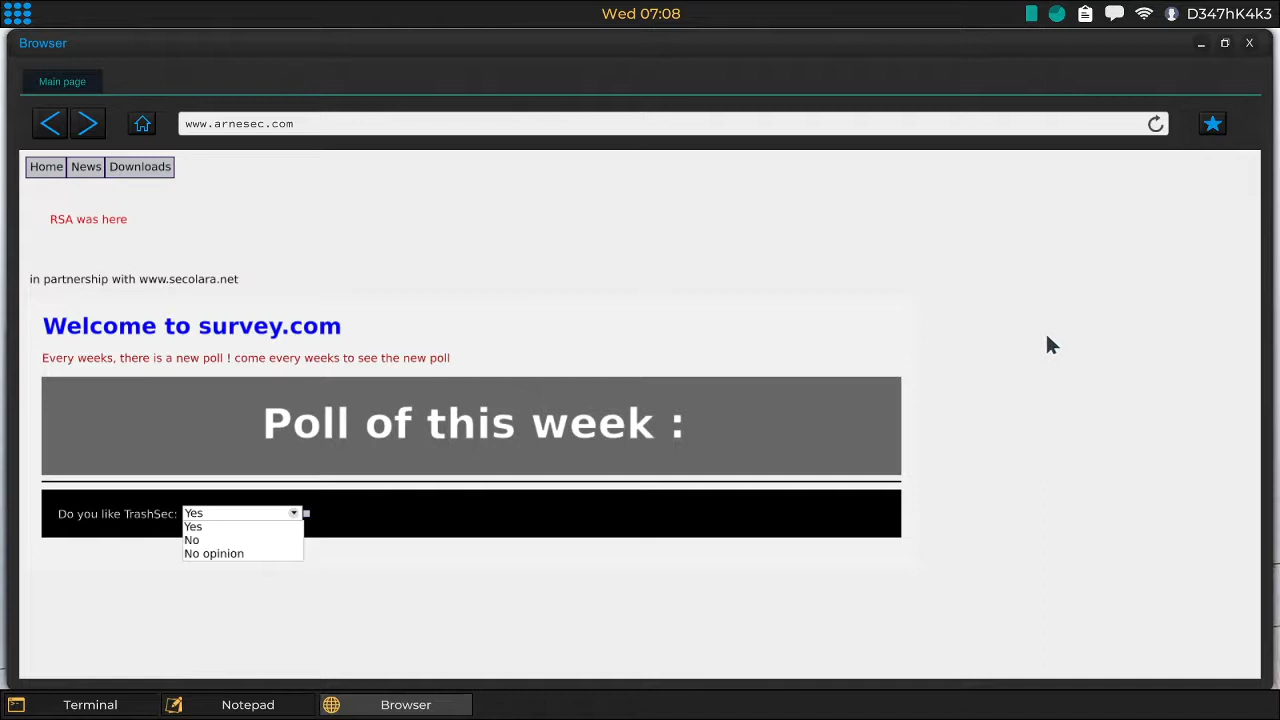 Wed 07:08
D347hK4k3
Browser
Main page
www.arnesec.com
Home News Downloads
RSA was here
in partnership with www.secolara.net
Welcome to survey.com
Every weeks, there is a new poll ! come every weeks to see the new poll
Poll of this week :
Do you like TrashSec: Yes
Yes
No
No opinion
Terminal Notepad Browser